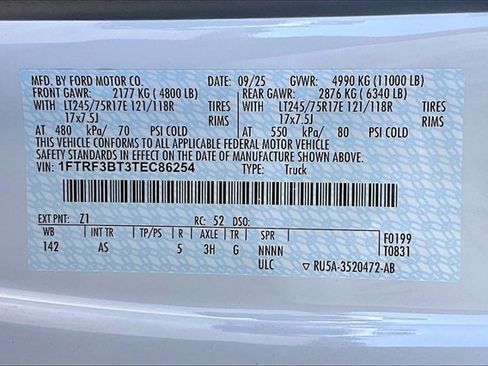 MFD. BY FORD MOTOR CO. DATE: 09/25 GVWR: 4990 KG (11000 LB)
FRONT GAWR: 2177 KG (4800 LB) REAR GAWR: 2876 KG (6340 LB)
WITH LT245/75R17E 121/118R TIRES WITH LT245/75R17E 121/118R TIRES
17x7.5J RIMS 17x7.5J RIMS
AT 480 kPa/ 70 PSI COLD AT 550 kPa/ 80 PSI COLD
THIS VEHICLE CONFORMS TO ALL APPLICABLE FEDERAL MOTOR VEHICLE
SAFETY STANDARDS IN EFFECT ON THE DATE OF MANUFACTURE SHOWN ABOVE.
VIN: 1FTRF3BT3TEC86254 TYPE: Truck
EXT PNT: Z1 RC: 52 DSO:
WB INT TR TP/PS R AXLE TR SPR F0199
142 AS 5 3H G NNNN T0831
ULC RU5A-3520472-AB